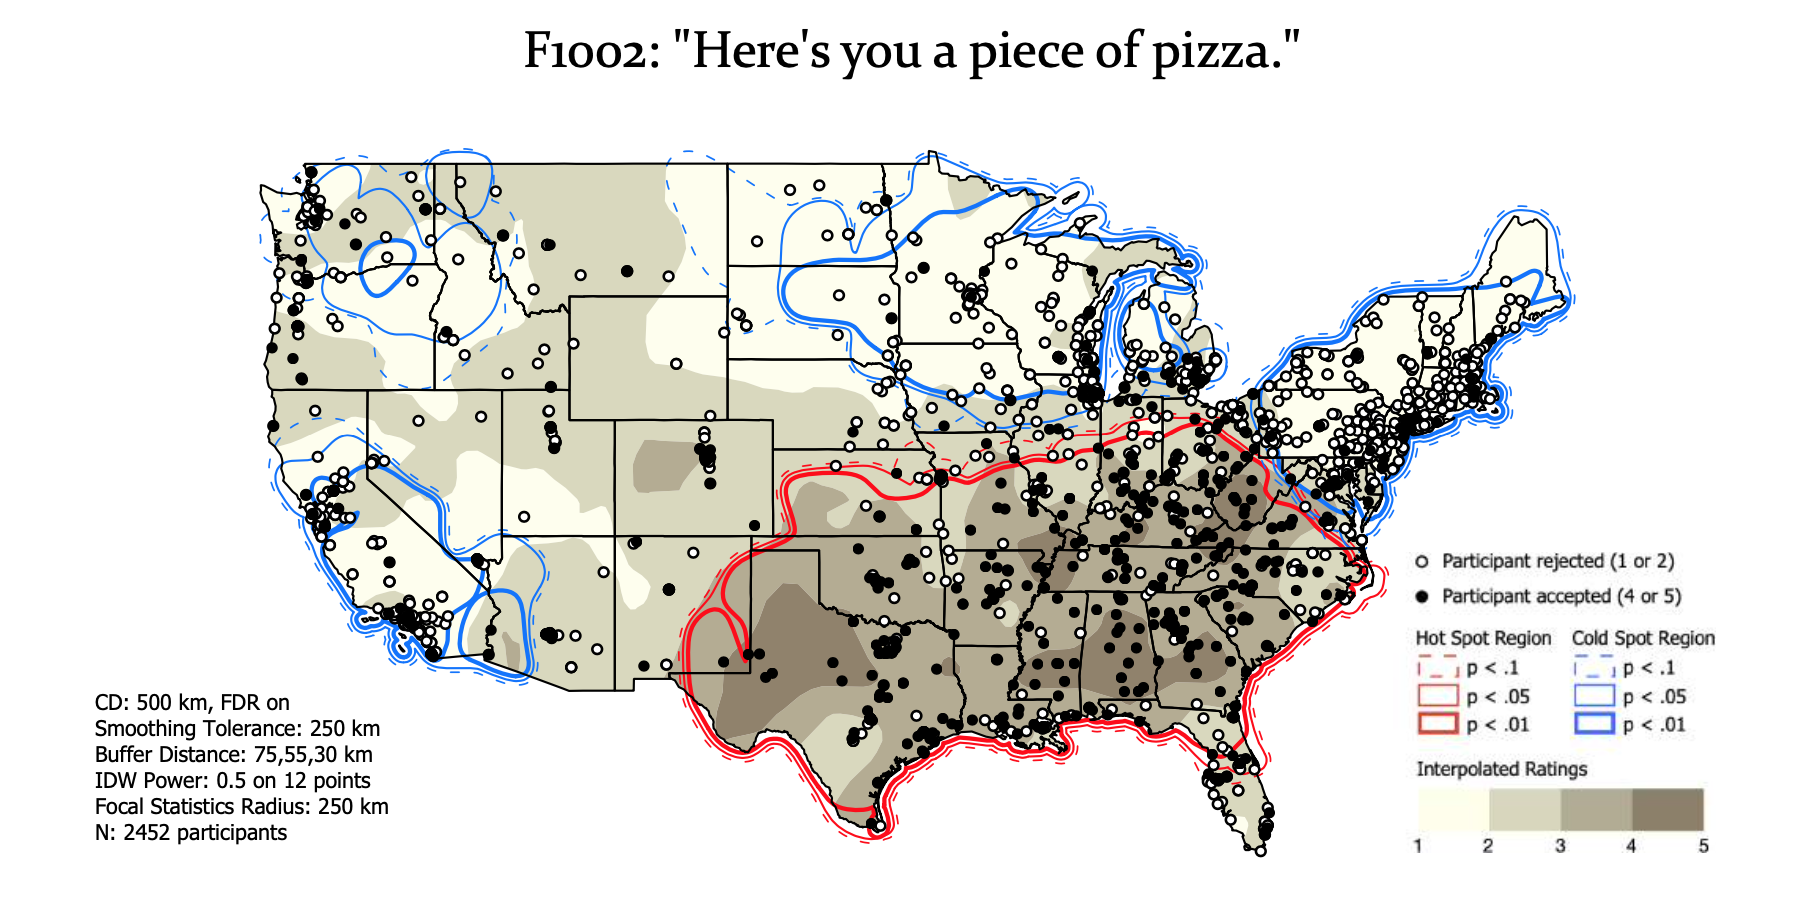 F1002: "Here's you a piece of pizza."
Participant rejected (1 or 2)
Participant accepted (4 or 5)
Hot Spot Region Cold Spot Region
p < .1 p < .1
p < .05 p < .05
p < .01 p < .01
Interpolated Ratings
1 2 3 4 5
CD: 500 km, FDR on
Smoothing Tolerance: 250 km
Buffer Distance: 75,55,30 km
IDW Power: 0.5 on 12 points
Focal Statistics Radius: 250 km
N: 2452 participants